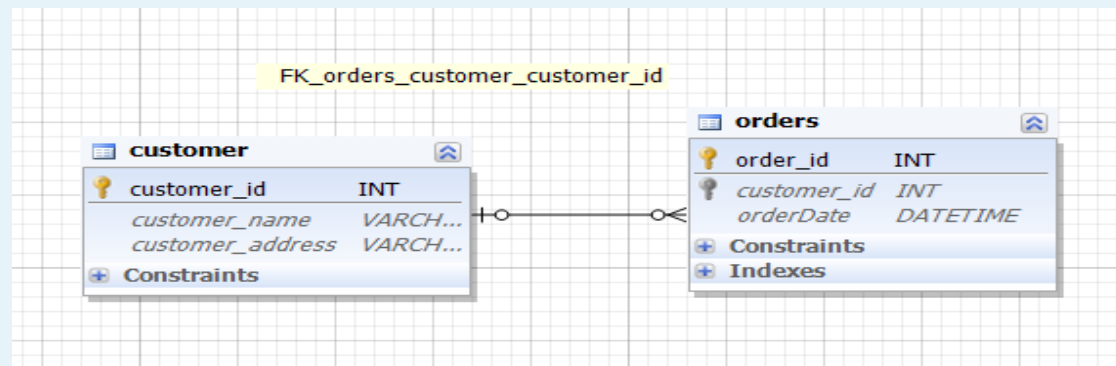 FK_orders_customer_customer_id
customer
customer_id INT
customer_name VARCH...
customer_address VARCH...
Constraints
orders
order_id INT
customer_id INT
orderDate DATETIME
Constraints
Indexes